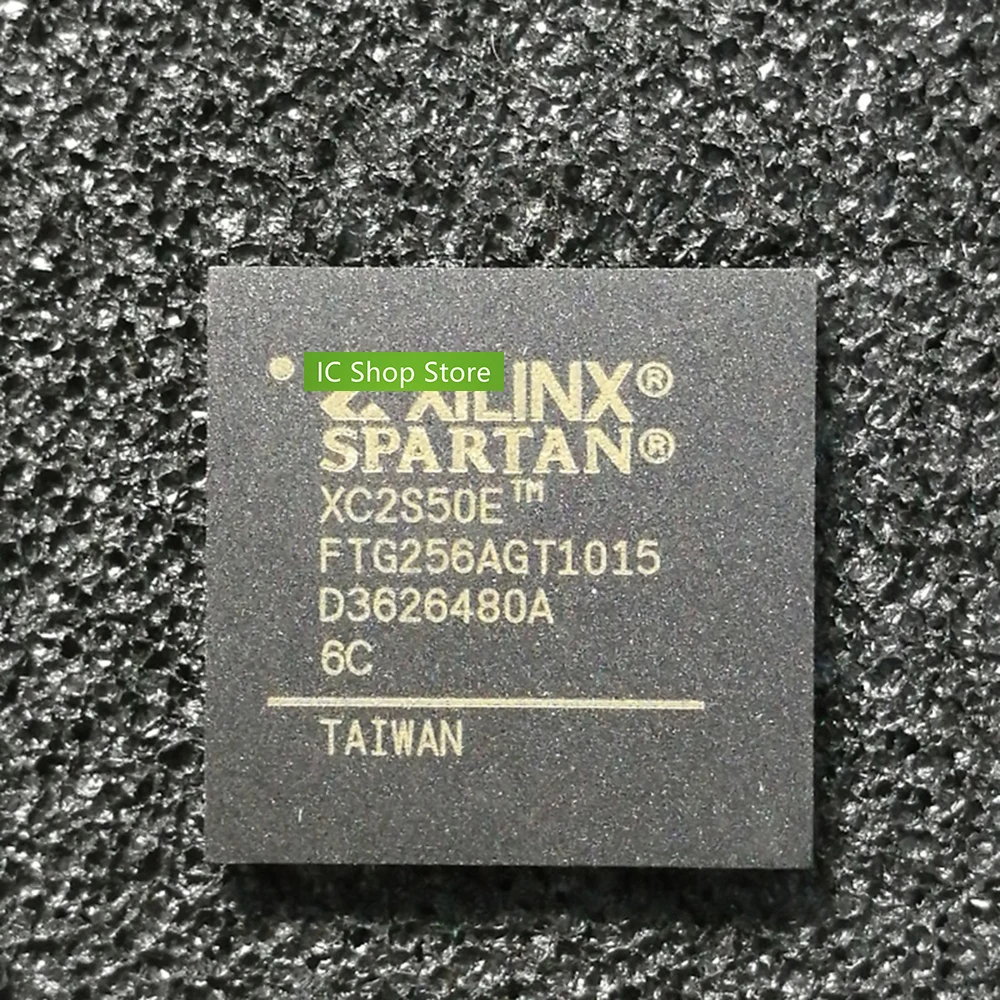 IC Shop Store
XILINX®
SPARTAN®
XC2S50E™
FTG256AGT1015
D3626480A
6C
TAIWAN